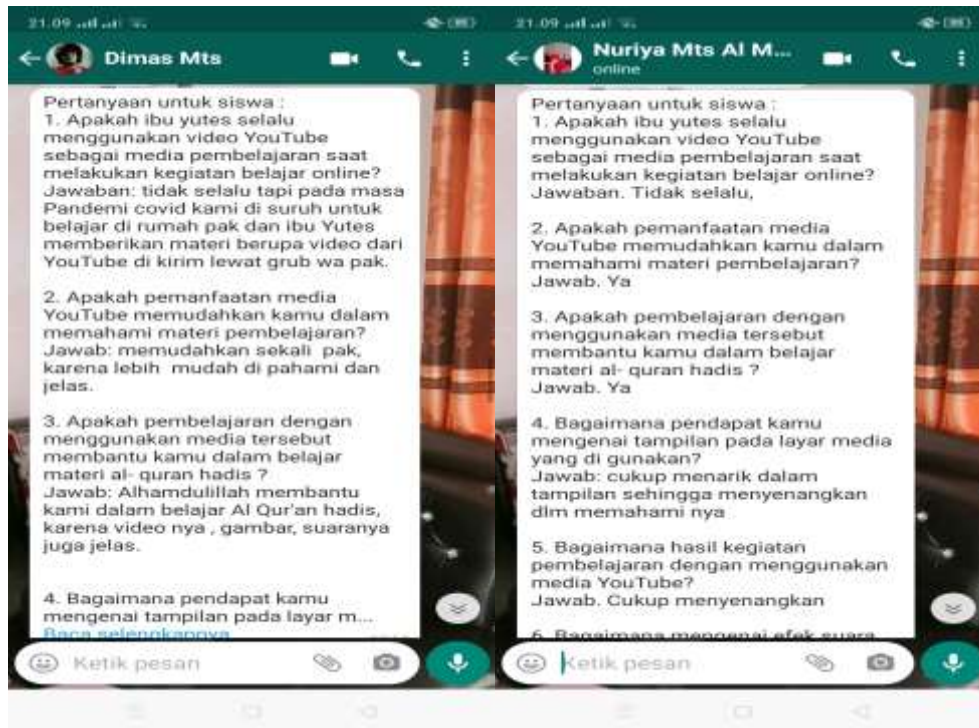 21.09
Dimas Mts
Pertanyaan untuk siswa :
1. Apakah ibu yutes selalu
menggunakan video YouTube
sebagai media pembelajaran saat
melakukan kegiatan belajar online?
Jawaban: tidak selalu tapi pada masa
Pandemi covid kami di suruh untuk
belajar di rumah pak dan ibu Yutes
memberikan materi berupa video dari
YouTube di kirim lewat grub wa pak.
2. Apakah pemanfaatan media
YouTube memudahkan kamu dalam
memahami materi pembelajaran?
Jawab: memudahkan sekali pak,
karena lebih mudah di pahami dan
jelas.
3. Apakah pembelajaran dengan
menggunakan media tersebut
membantu kamu dalam belajar
materi al- quran hadis ?
Jawab: Alhamdulillah membantu
kami dalam belajar Al Qur'an hadis,
karena video nya , gambar, suaranya
juga jelas.
4. Bagaimana pendapat kamu
mengenai tampilan pada layar m...
Baca selengkapnya
Ketik pesan
21.09
Nuriya Mts Al M...
online
Pertanyaan untuk siswa :
1. Apakah ibu yutes selalu
menggunakan video YouTube
sebagai media pembelajaran saat
melakukan kegiatan belajar online?
Jawaban. Tidak selalu,
2. Apakah pemanfaatan media
YouTube memudahkan kamu dalam
memahami materi pembelajaran?
Jawab. Ya
3. Apakah pembelajaran dengan
menggunakan media tersebut
membantu kamu dalam belajar
materi al- quran hadis ?
Jawab. Ya
4. Bagaimana pendapat kamu
mengenai tampilan pada layar media
yang di gunakan?
Jawab: cukup menarik dalam
tampilan sehingga menyenangkan
dlm memahami nya
5. Bagaimana hasil kegiatan
pembelajaran dengan menggunakan
media YouTube?
Jawab. Cukup menyenangkan
6. Bagaimana mengenai efek suara
Ketik pesan